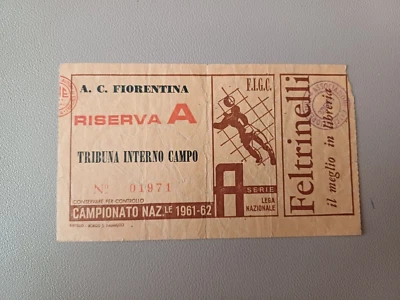 A. C. FIORENTINA
RISERVA A
TRIBUNA INTERNO CAMPO
No 01971
CONSERVARE PER CONTROLLO
CAMPIONATO NAZ.LE 1961-62
F.I.G.C.
A SERIE
LEGA
NAZIONALE
Feltrinelli
il meglio in libreria